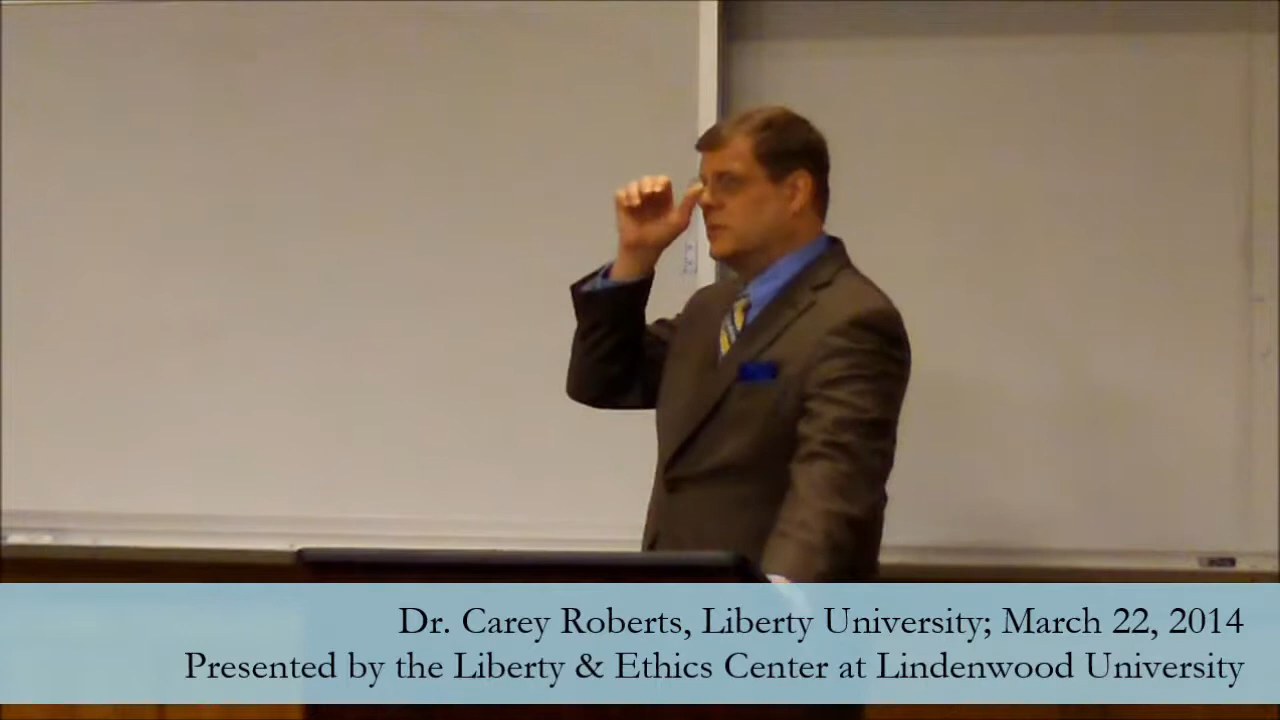 Dr. Carey Roberts, Liberty University; March 22, 2014
Presented by the Liberty & Ethics Center at Lindenwood University